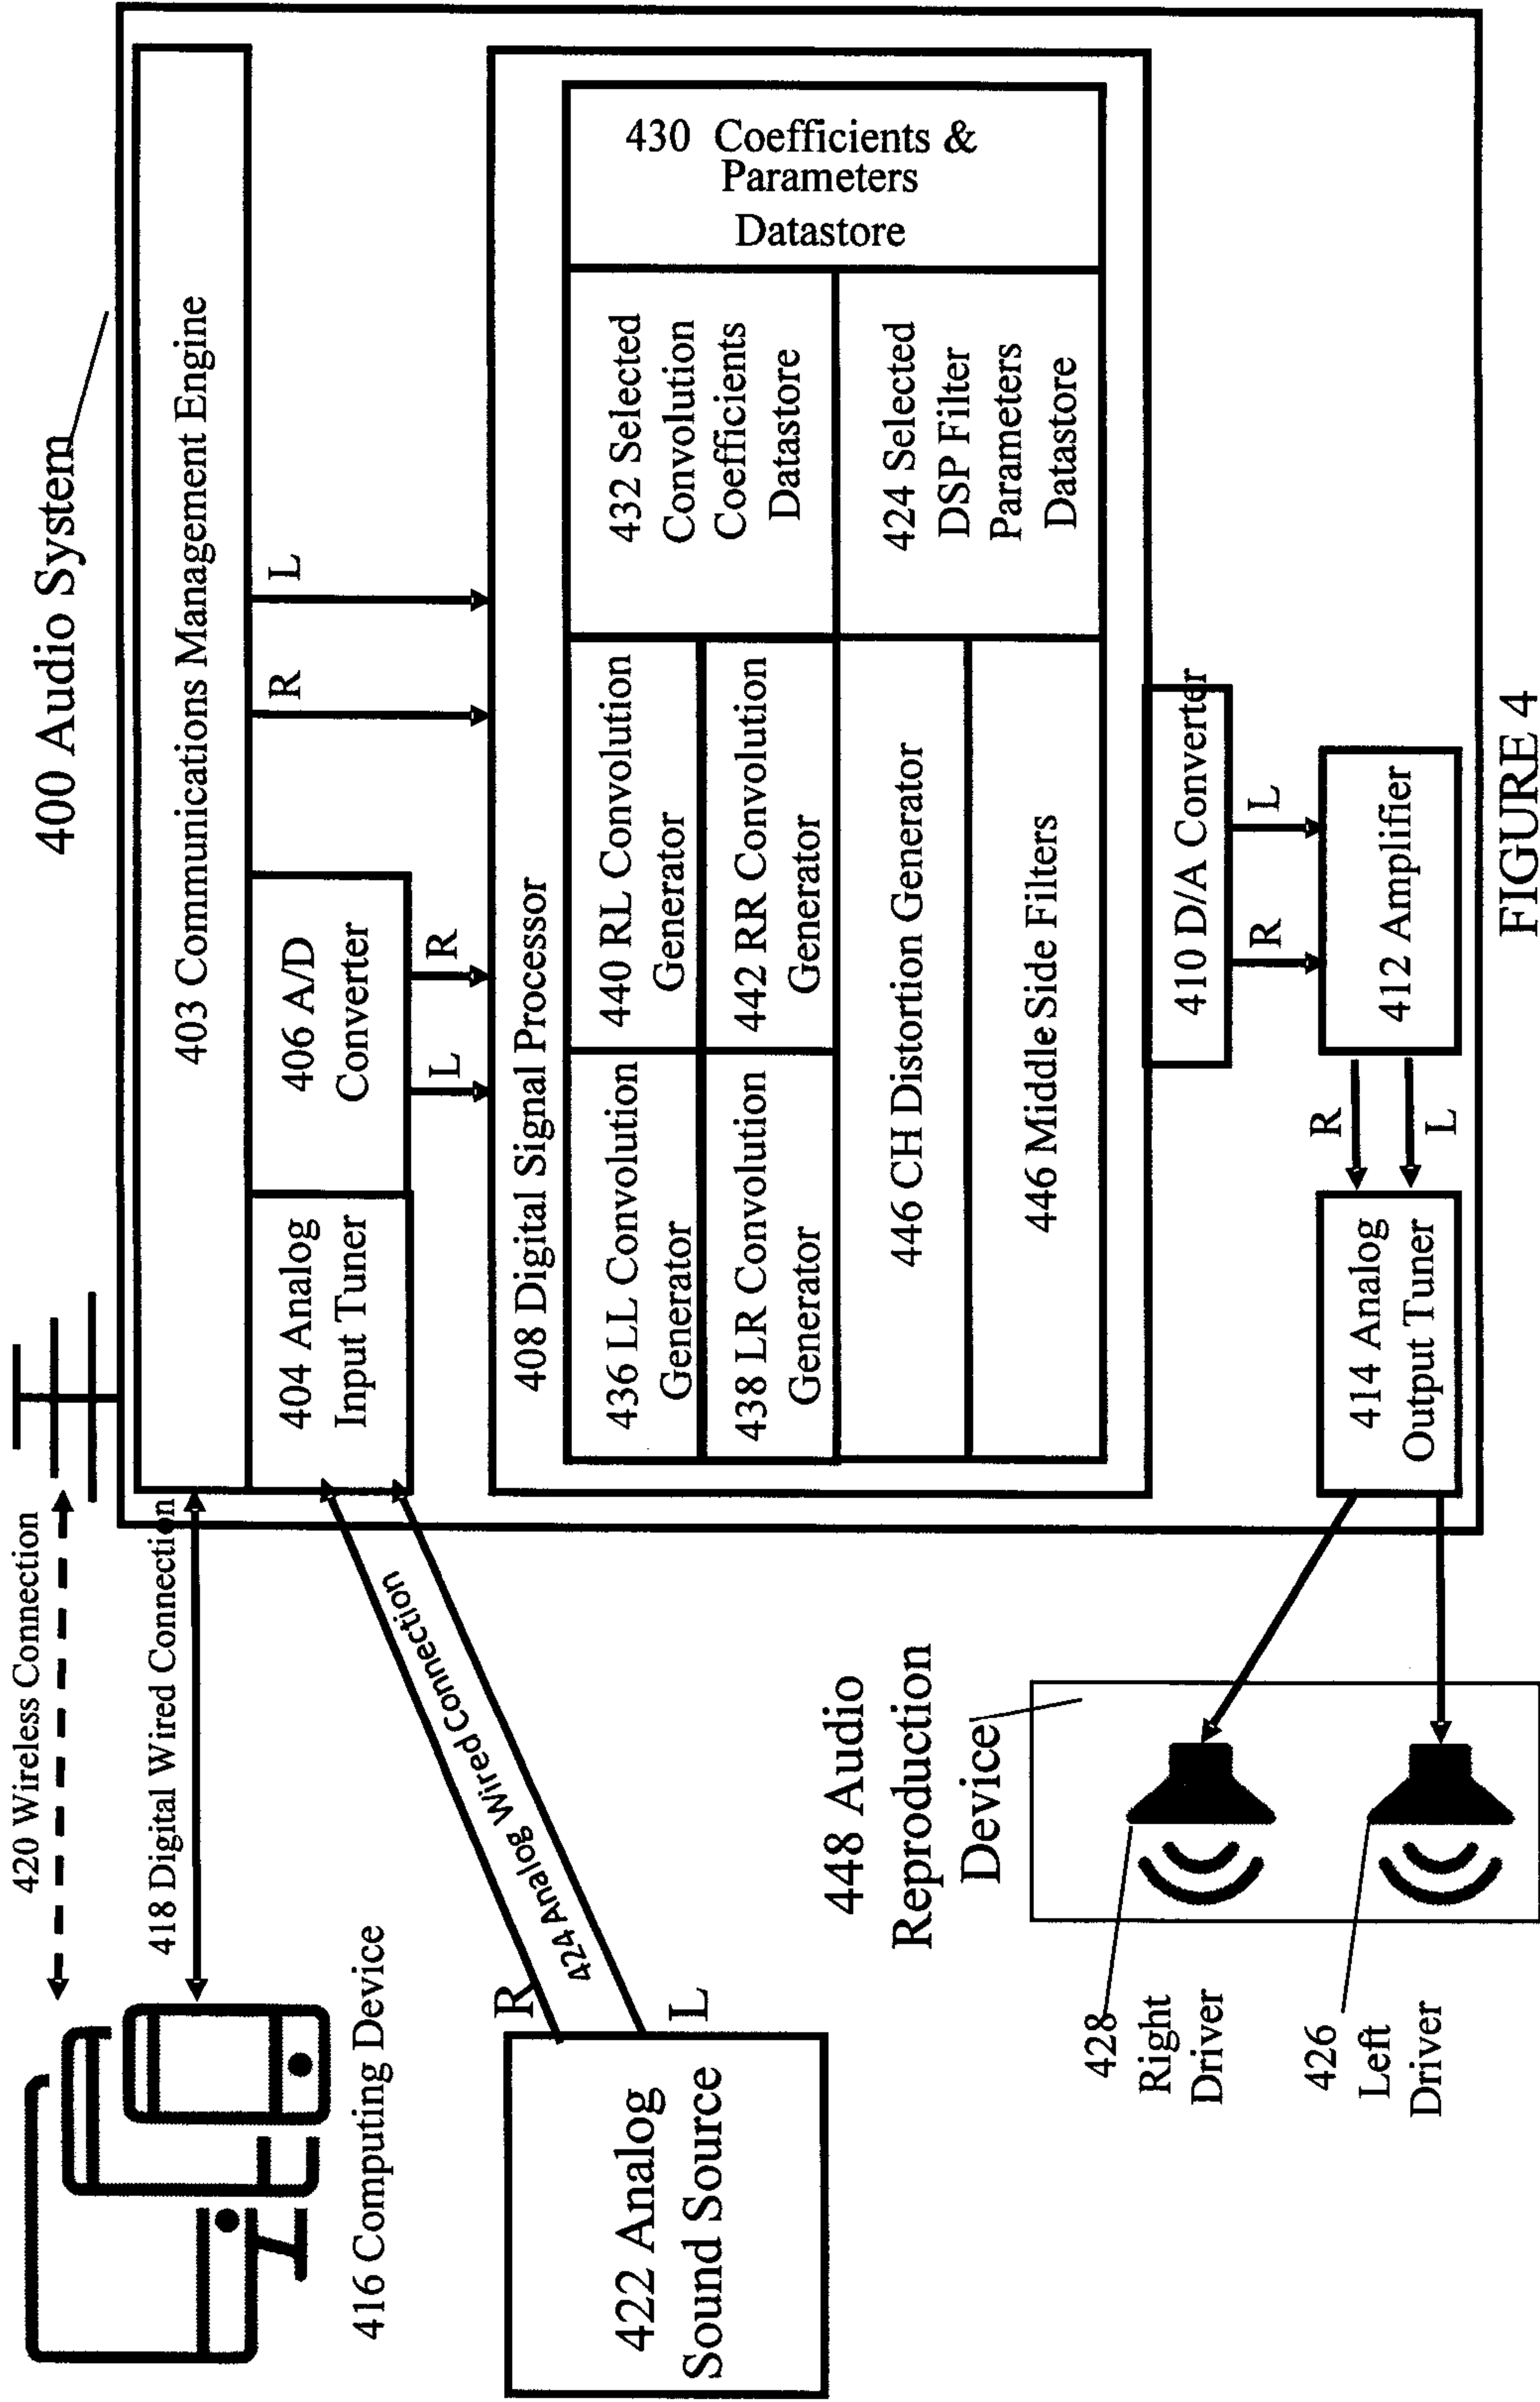 400 Audio System
420 Wireless Connection
418 Digital Wired Connection
416 Computing Device
403 Communications Management Engine
404 Analog
Input Tuner
406 A/D
Converter
L
R
R
L
422 Analog
Sound Source
R
L
424 Analog Wired Connection
408 Digital Signal Processor
436 LL Convolution
Generator
440 RL Convolution
Generator
438 LR Convolution
Generator
442 RR Convolution
Generator
432 Selected
Convolution
Coefficients
Datastore
424 Selected
DSP Filter
Parameters
Datastore
430 Coefficients &
Parameters
Datastore
446 CH Distortion Generator
446 Middle Side Filters
410 D/A Converter
R
L
412 Amplifier
R
L
414 Analog
Output Tuner
448 Audio
Reproduction
Device
428
Right
Driver
426
Left
Driver
FIGURE 4